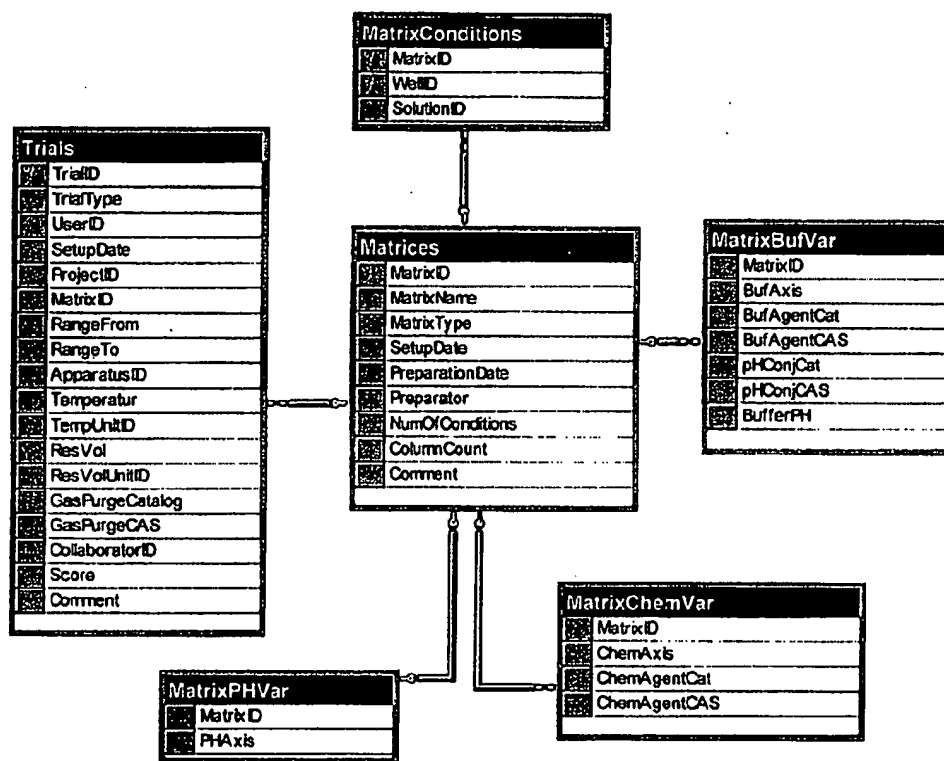 MatrixConditions
MatrixID
WellID
SolutionID
Trials
TrialID
TrialType
UserID
SetupDate
ProjectID
MatrixID
RangeFrom
RangeTo
ApparatusID
Temperatur
TempUnitID
ResVol
ResVolUnitID
GasPurgeCatalog
GasPurgeCAS
CollaboratorID
Score
Comment
Matrices
MatrixID
MatrixName
MatrixType
SetupDate
PreparationDate
Preparator
NumOfConditions
ColumnCount
Comment
MatrixBufVar
MatrixID
BufAxis
BufAgentCat
BufAgentCAS
pHConjCat
pHConjCAS
BufferPH
MatrixPHVar
MatrixID
PHAxis
MatrixChemVar
MatrixID
ChemAxis
ChemAgentCat
ChemAgentCAS